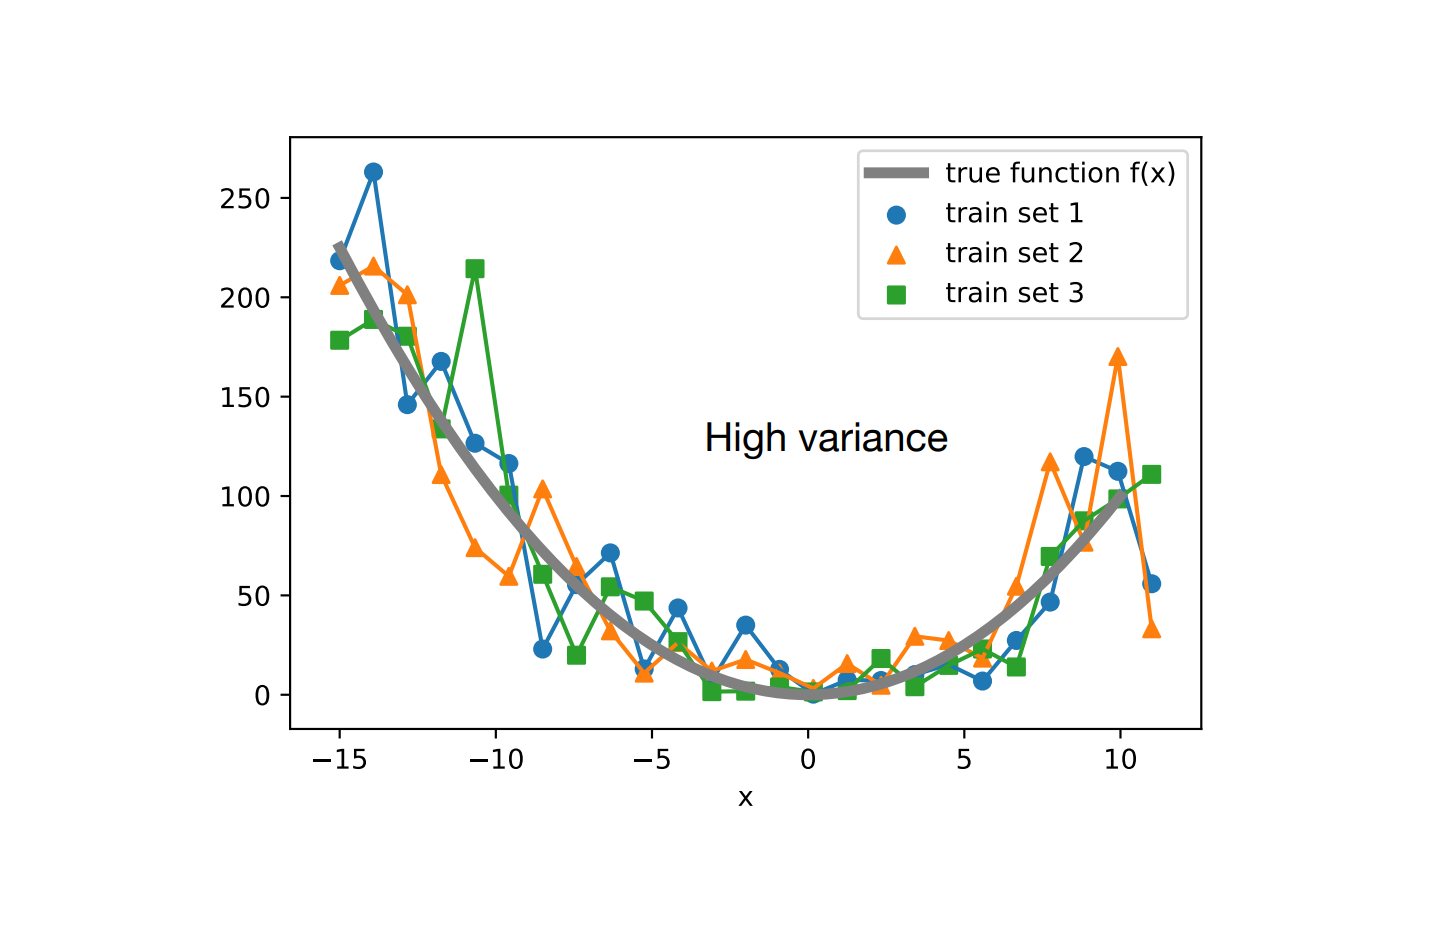 true function f(x)
train set 1
train set 2
train set 3
High variance
250
200
150
100
50
0
−15 −10 −5 0 5 10
x